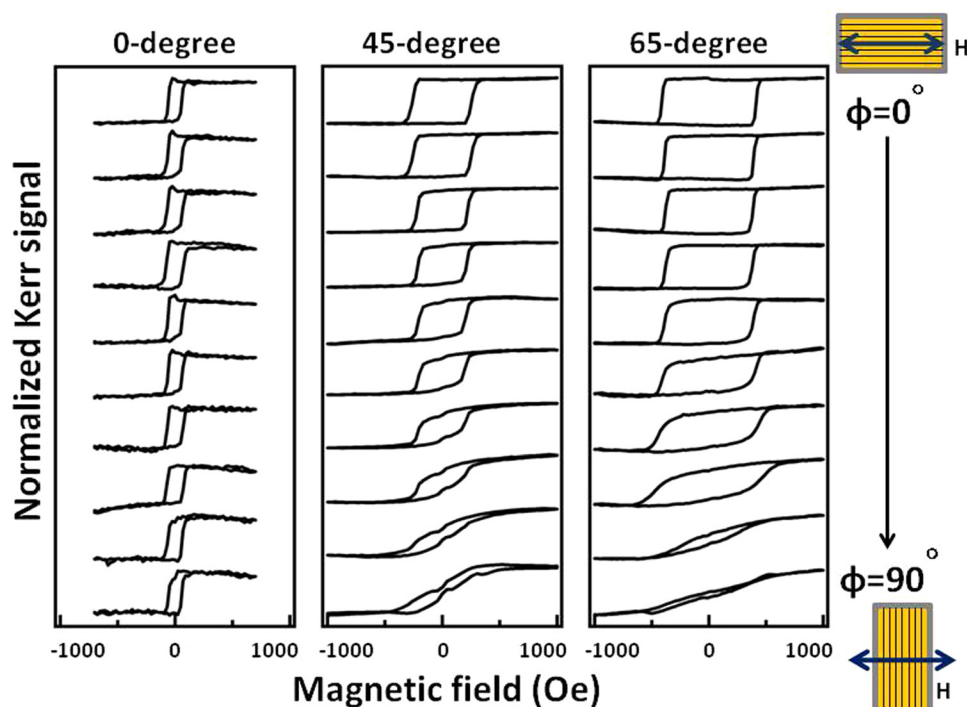 0-degree 45-degree 65-degree
H
ϕ=0°
Normalized Kerr signal
ϕ=90°
-1000 0 1000 -1000 0 1000 -1000 0 1000
H
Magnetic field (Oe)